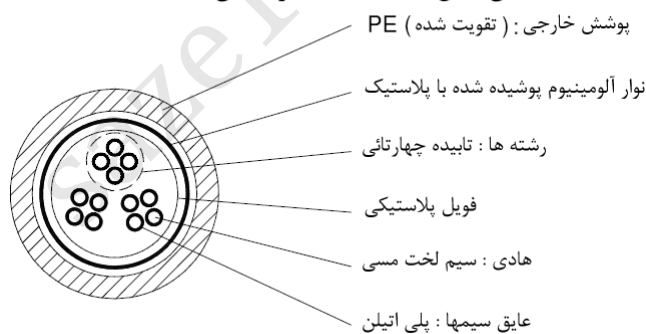 پوشش خارجی : ( تقویت شده ) PE
نوار آلومینیوم پوشیده شده با پلاستیک
رشته ها : تابیده چهارتائی
فویل پلاستیکی
هادی : سیم لخت مسی
عایق سیمها : پلی اتیلن